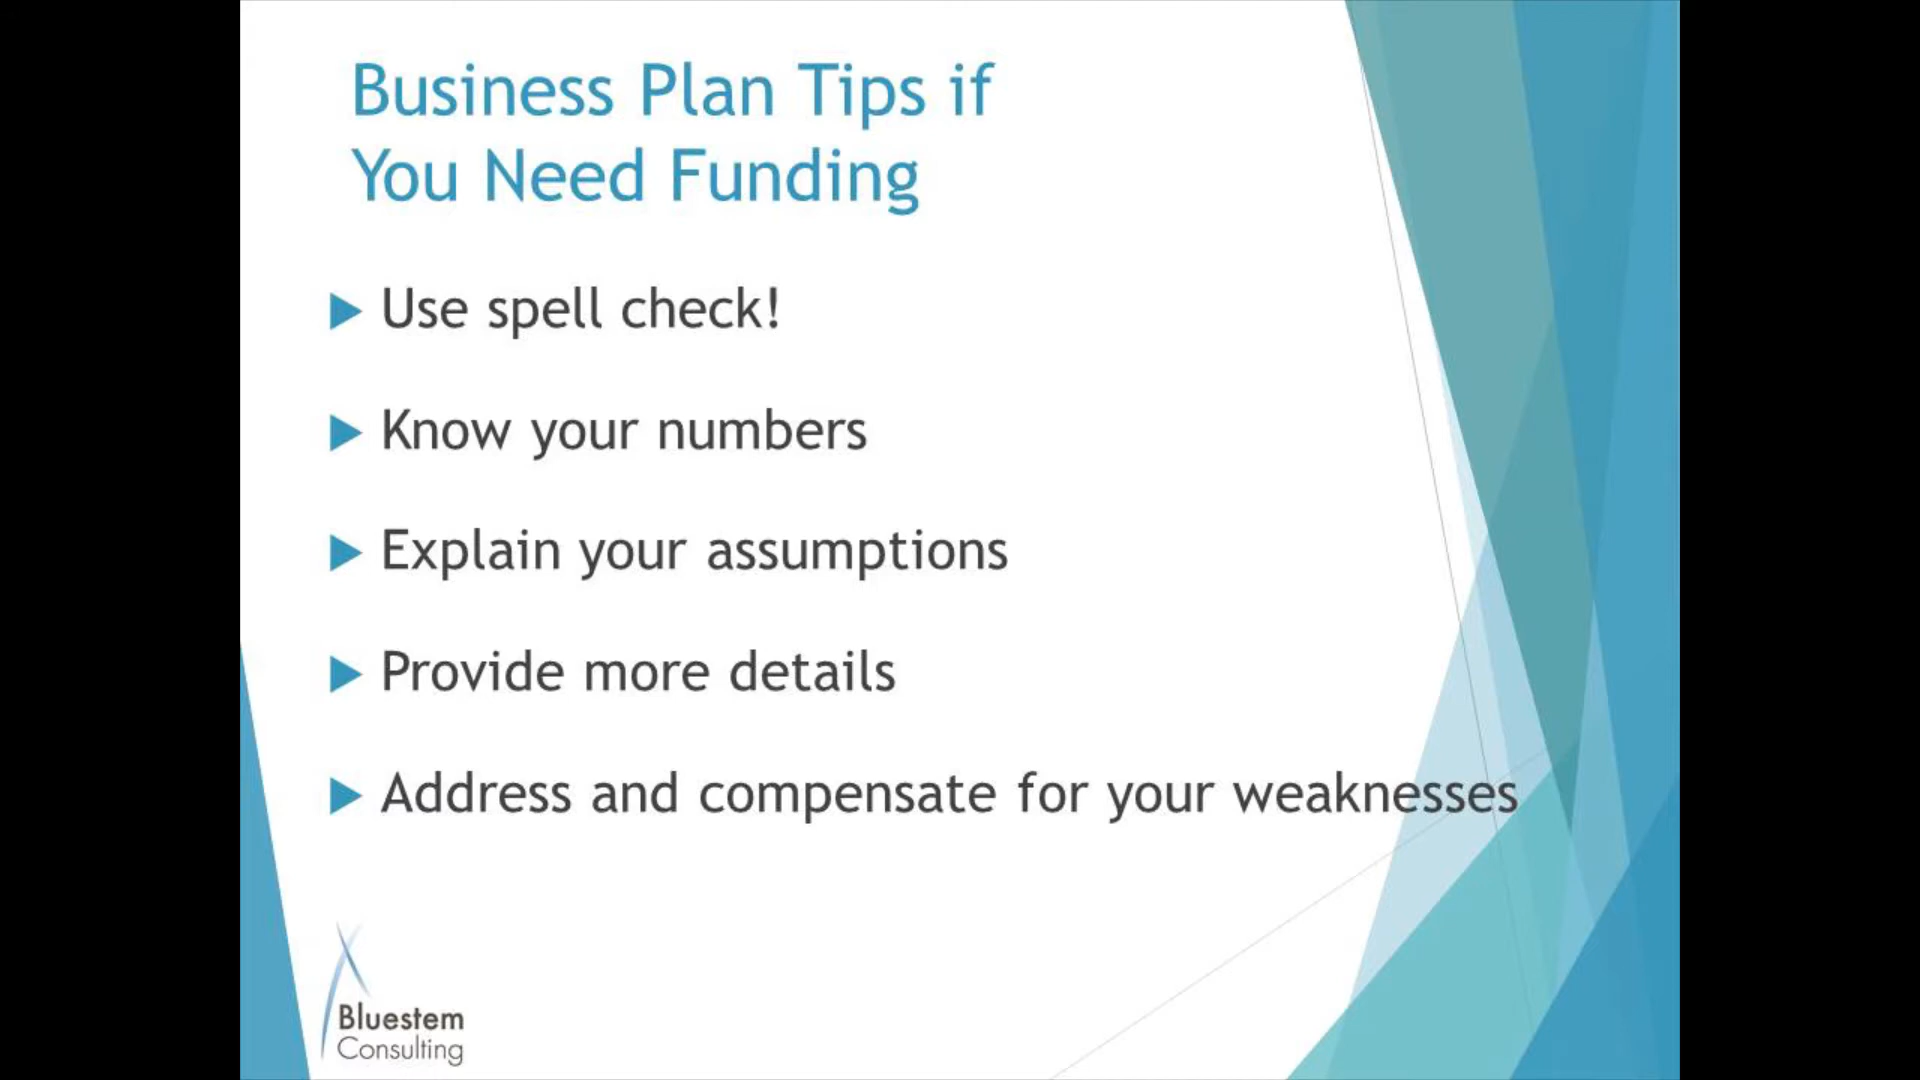 Business Plan Tips if
You Need Funding
Use spell check!
Know your numbers
Explain your assumptions
Provide more details
Address and compensate for your weaknesses
Bluestem
Consulting